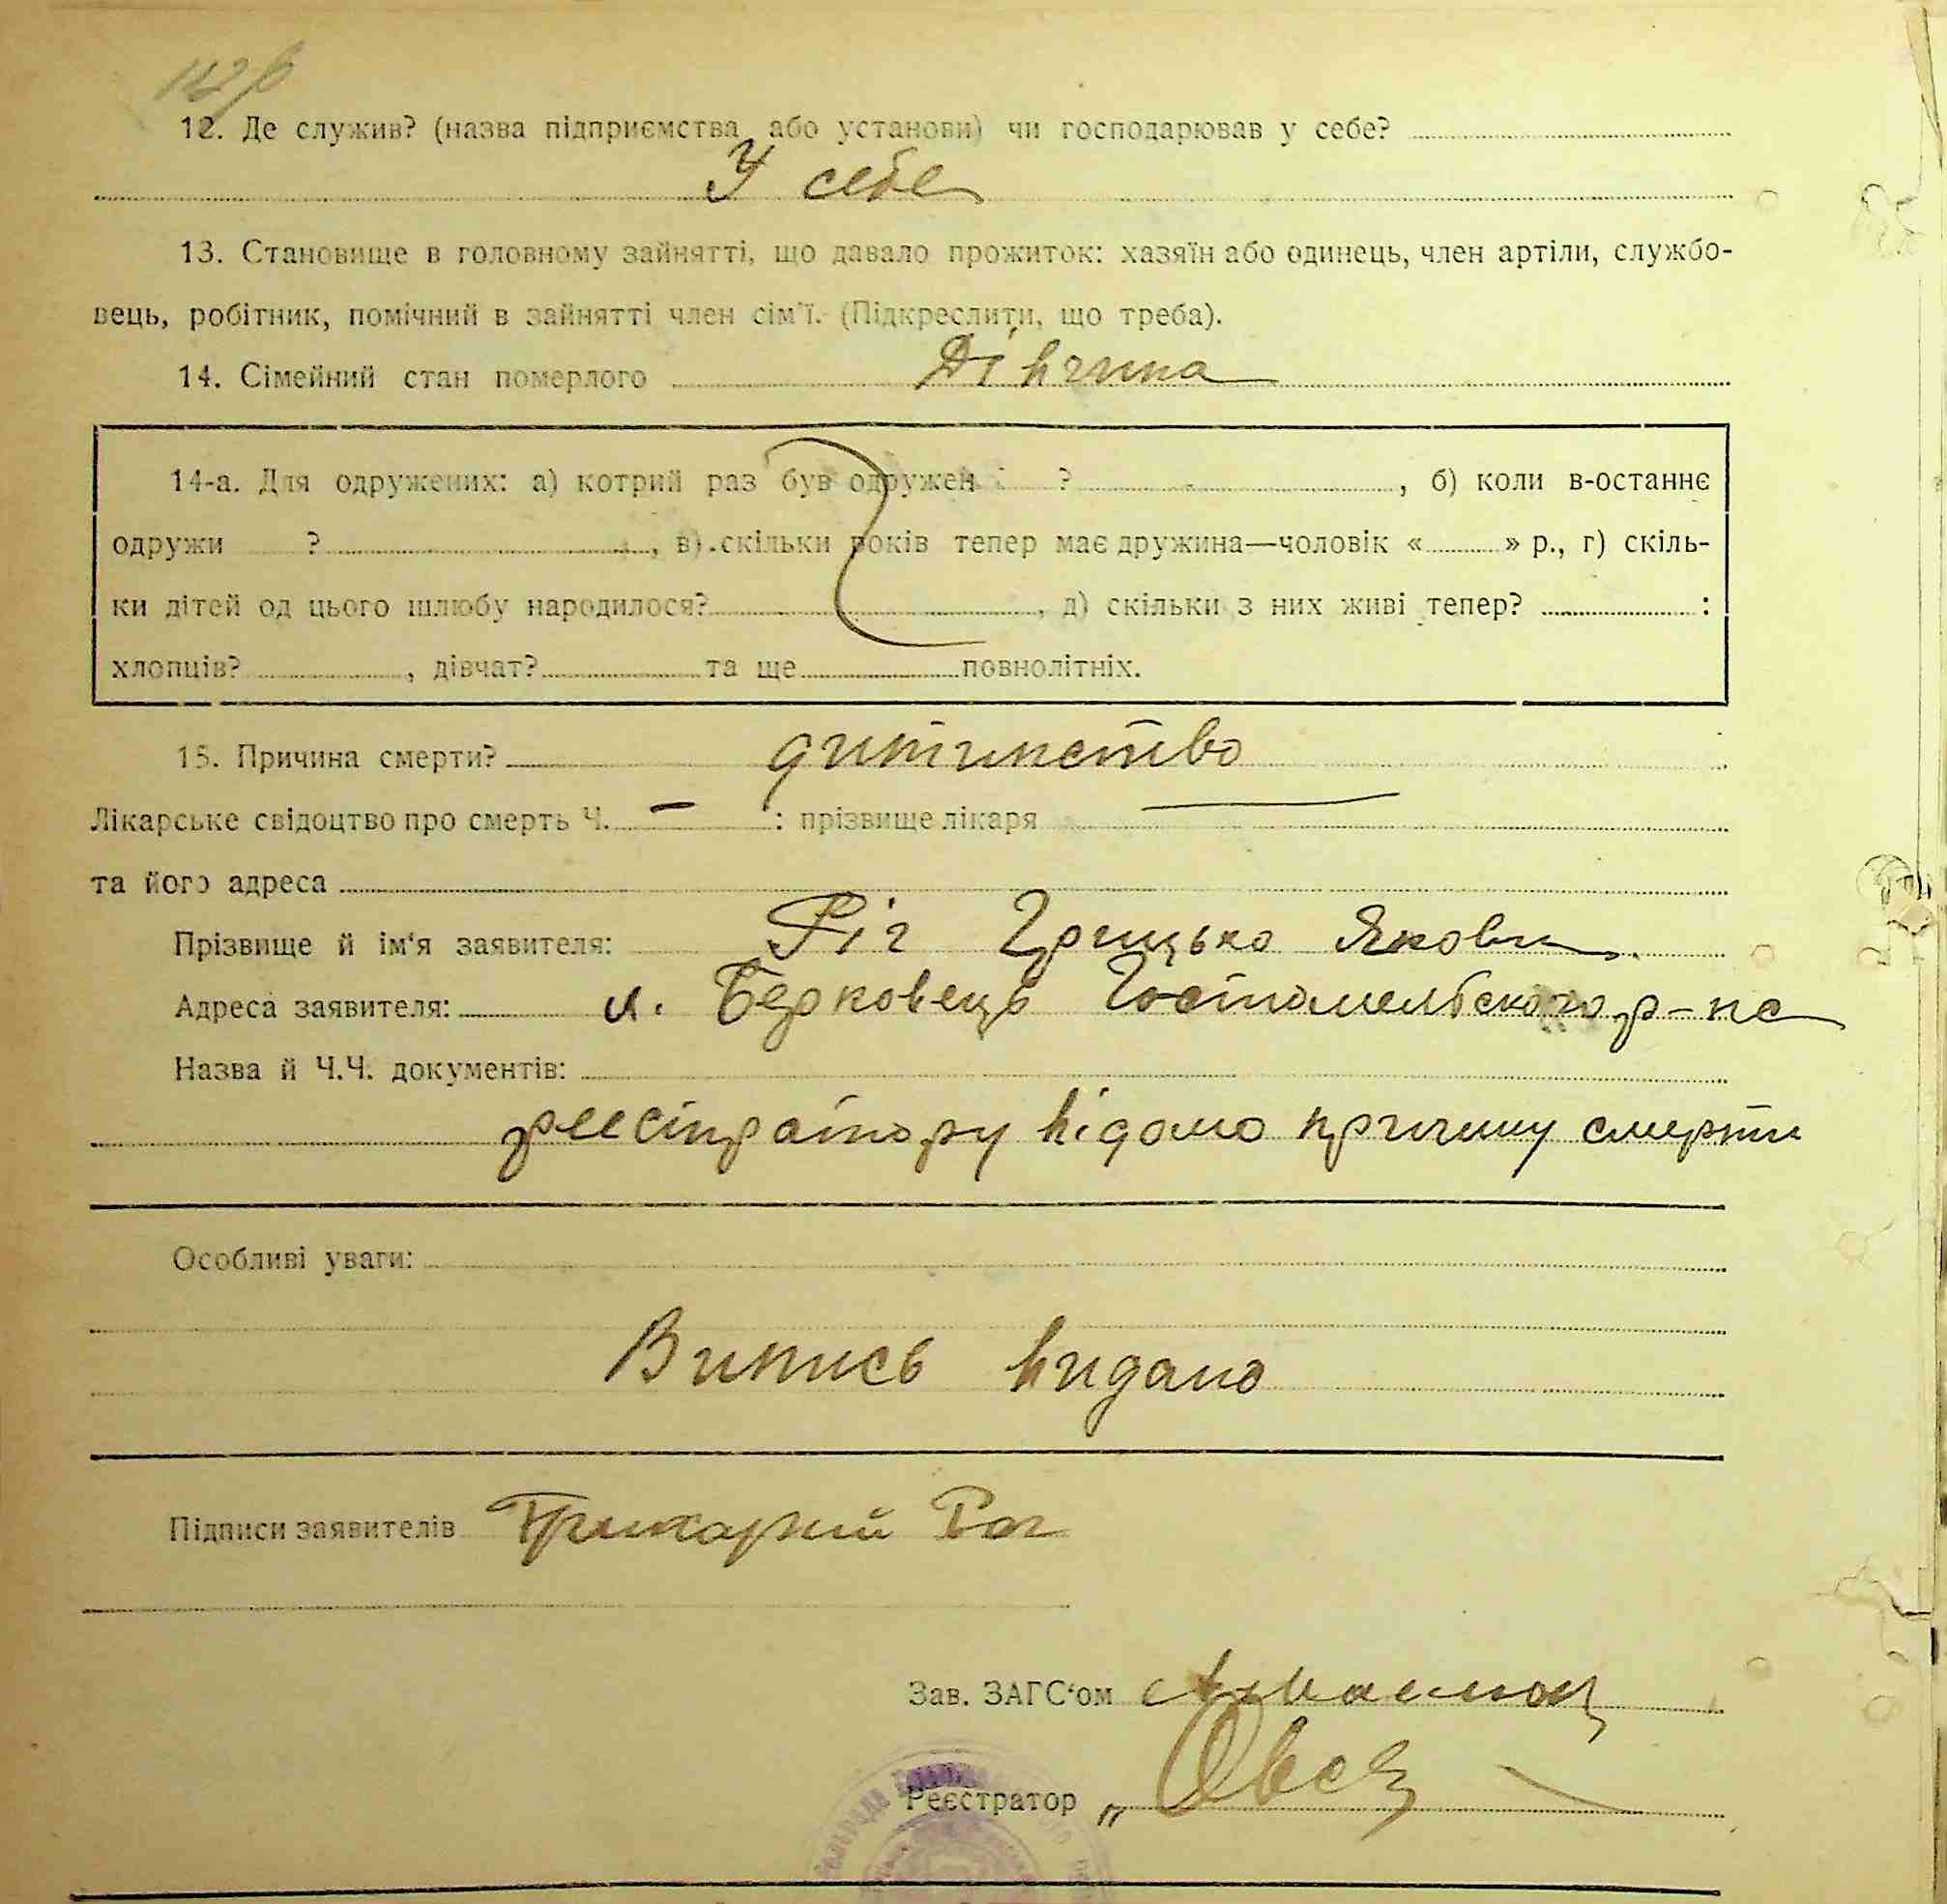 12. Де служив? (назва підприємства або установи) чи господарював у себе?
У себе
13. Становище в головному зайнятті, що давало прожиток: хазяїн або одинець, член артіли, службо-
вець, робітник, помічний в зайнятті член сім'ї. (Підкреслити, що треба).
14. Сімейний стан померлого Дівчина
14-а. Для одружених: а) котрий раз був одружен ? , б) коли в-останнє
одружи ? , в) скільки років тепер має дружина—чоловік « » р., г) скіль-
ки дітей од цього шлюбу народилося? , д) скільки з них живі тепер? :
хлопців? , дівчат? та ще повнолітніх.
15. Причина смерти? дитинство
Лікарське свідоцтво про смерть Ч. — : прізвище лікаря —
та його адреса
Прізвище й ім'я заявителя: Ріг Грицько Якови
Адреса заявителя: х. Берковець Гостомельського р-на
Назва й Ч.Ч. документів:
реєстратору відомо причину смерти
Особливі уваги:
Випись видано
Підписи заявителів Рог
Зав. ЗАГС'ом
Реєстратор „ Овец